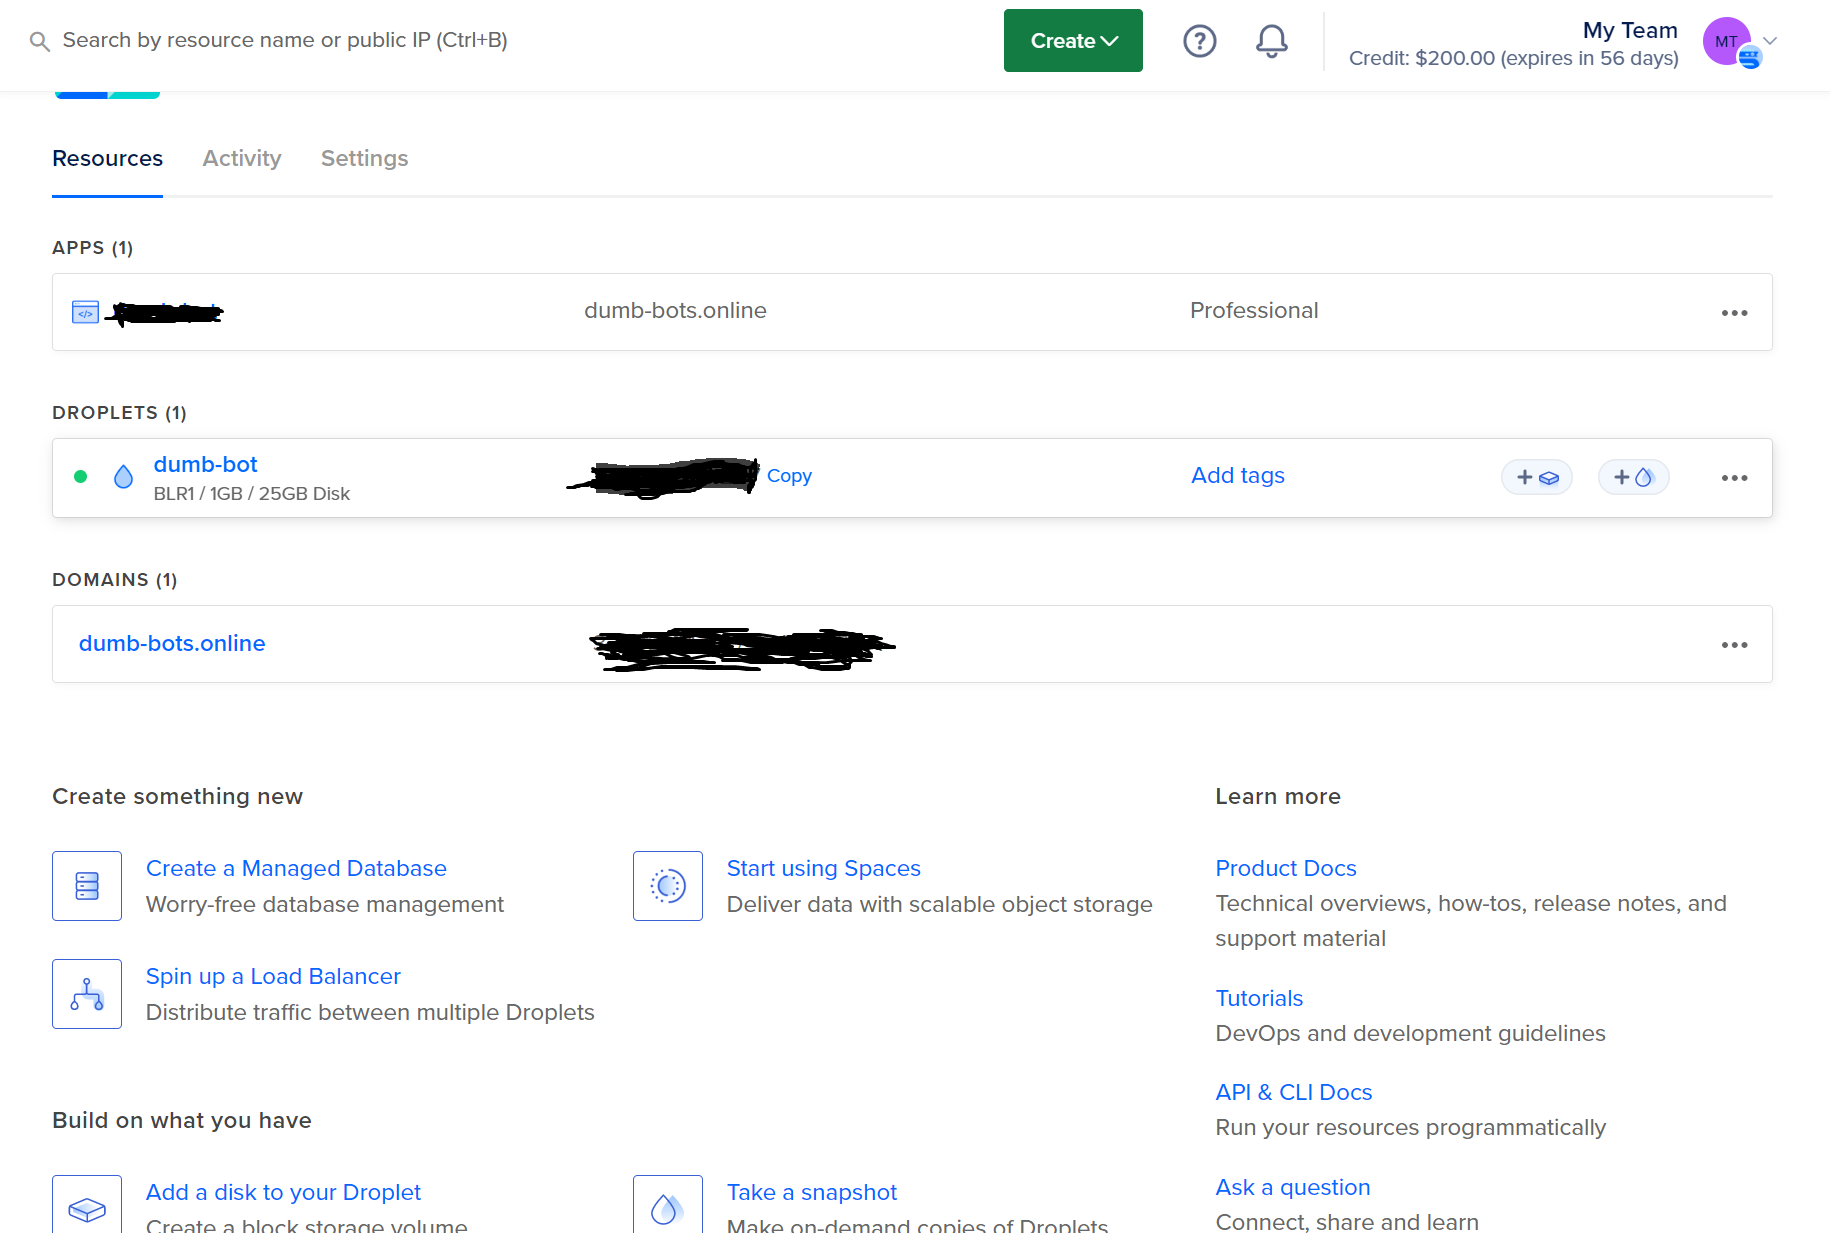 Search by resource name or public IP (Ctrl+B)
Create
My Team
Credit: $200.00 (expires in 56 days)
MT
Resources Activity Settings
APPS (1)
dumb-bots.online Professional
DROPLETS (1)
dumb-bot
BLR1 / 1GB / 25GB Disk
Copy
Add tags
DOMAINS (1)
dumb-bots.online
Create something new
Create a Managed Database
Worry-free database management
Start using Spaces
Deliver data with scalable object storage
Spin up a Load Balancer
Distribute traffic between multiple Droplets
Build on what you have
Add a disk to your Droplet
Create a block storage volume
Take a snapshot
Make on-demand copies of Droplets
Learn more
Product Docs
Technical overviews, how-tos, release notes, and
support material
Tutorials
DevOps and development guidelines
API & CLI Docs
Run your resources programmatically
Ask a question
Connect, share and learn